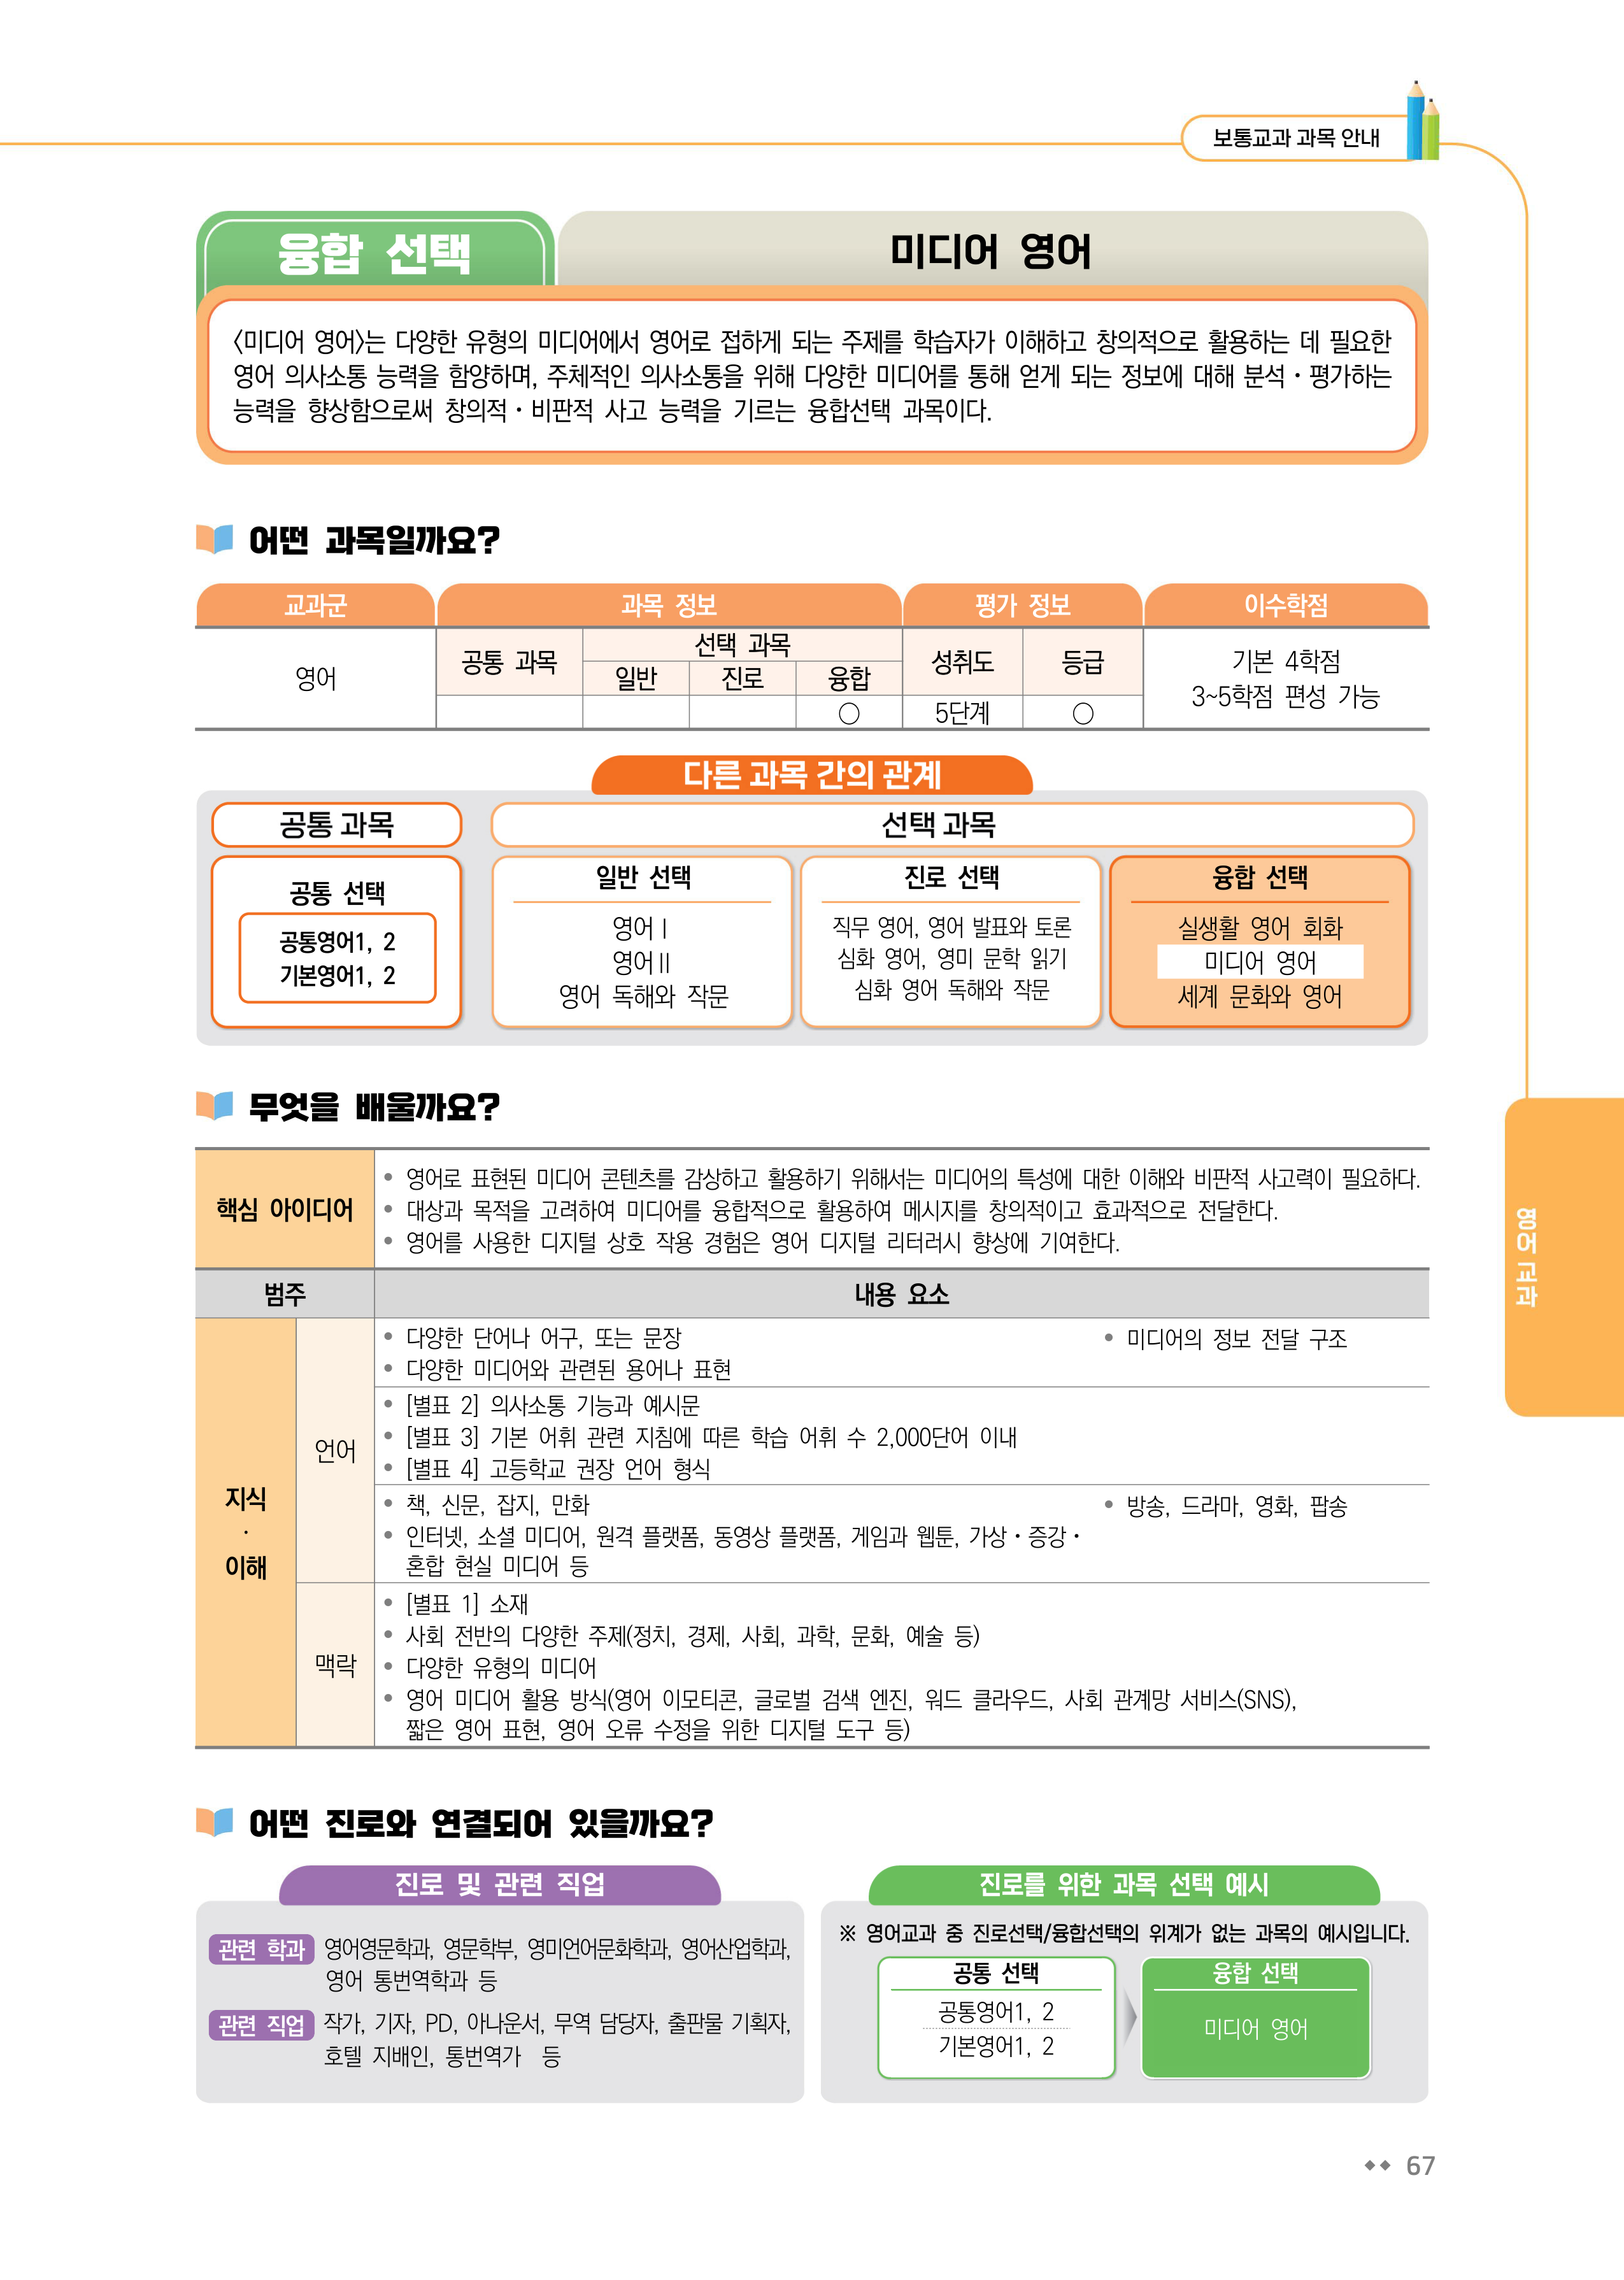 보통교과 과목 안내
융합 선택
미디어 영어
<미디어 영어>는 다양한 유형의 미디어에서 영어로 접하게 되는 주제를 학습자가 이해하고 창의적으로 활용하는 데 필요한
영어 의사소통 능력을 함양하며, 주체적인 의사소통을 위해 다양한 미디어를 통해 얻게 되는 정보에 대해 분석・평가하는
능력을 향상함으로써 창의적・비판적 사고 능력을 기르는 융합선택 과목이다.
어떤 과목일까요?
교과군 과목 정보 평가 정보 이수학점
영어
공통 과목
선택 과목
일반 진로 융합
○
성취도 등급
5단계 ○
기본 4학점
3~5학점 편성 가능
다른 과목 간의 관계
공통 과목
선택 과목
공통 선택
공통영어1, 2
기본영어1, 2
일반 선택
영어Ⅰ
영어Ⅱ
영어 독해와 작문
진로 선택
직무 영어, 영어 발표와 토론
심화 영어, 영미 문학 읽기
심화 영어 독해와 작문
융합 선택
실생활 영어 회화
미디어 영어
세계 문화와 영어
무엇을 배울까요?
핵심 아이디어
• 영어로 표현된 미디어 콘텐츠를 감상하고 활용하기 위해서는 미디어의 특성에 대한 이해와 비판적 사고력이 필요하다.
• 대상과 목적을 고려하여 미디어를 융합적으로 활용하여 메시지를 창의적이고 효과적으로 전달한다.
• 영어를 사용한 디지털 상호 작용 경험은 영어 디지털 리터러시 향상에 기여한다.
범주 내용 요소
지식
・
이해
언어
• 다양한 단어나 어구, 또는 문장
• 미디어의 정보 전달 구조
• 다양한 미디어와 관련된 용어나 표현
• [별표 2] 의사소통 기능과 예시문
• [별표 3] 기본 어휘 관련 지침에 따른 학습 어휘 수 2,000단어 이내
• [별표 4] 고등학교 권장 언어 형식
• 책, 신문, 잡지, 만화
• 방송, 드라마, 영화, 팝송
• 인터넷, 소셜 미디어, 원격 플랫폼, 동영상 플랫폼, 게임과 웹툰, 가상・증강・
혼합 현실 미디어 등
맥락
• [별표 1] 소재
• 사회 전반의 다양한 주제(정치, 경제, 사회, 과학, 문화, 예술 등)
• 다양한 유형의 미디어
• 영어 미디어 활용 방식(영어 이모티콘, 글로벌 검색 엔진, 워드 클라우드, 사회 관계망 서비스(SNS),
짧은 영어 표현, 영어 오류 수정을 위한 디지털 도구 등)
영어 교과
어떤 진로와 연결되어 있을까요?
진로 및 관련 직업
관련 학과 영어영문학과, 영문학부, 영미언어문화학과, 영어산업학과,
영어 통번역학과 등
관련 직업 작가, 기자, PD, 아나운서, 무역 담당자, 출판물 기획자,
호텔 지배인, 통번역가 등
진로를 위한 과목 선택 예시
※ 영어교과 중 진로선택/융합선택의 위계가 없는 과목의 예시입니다.
공통 선택
공통영어1, 2
기본영어1, 2
융합 선택
미디어 영어
67